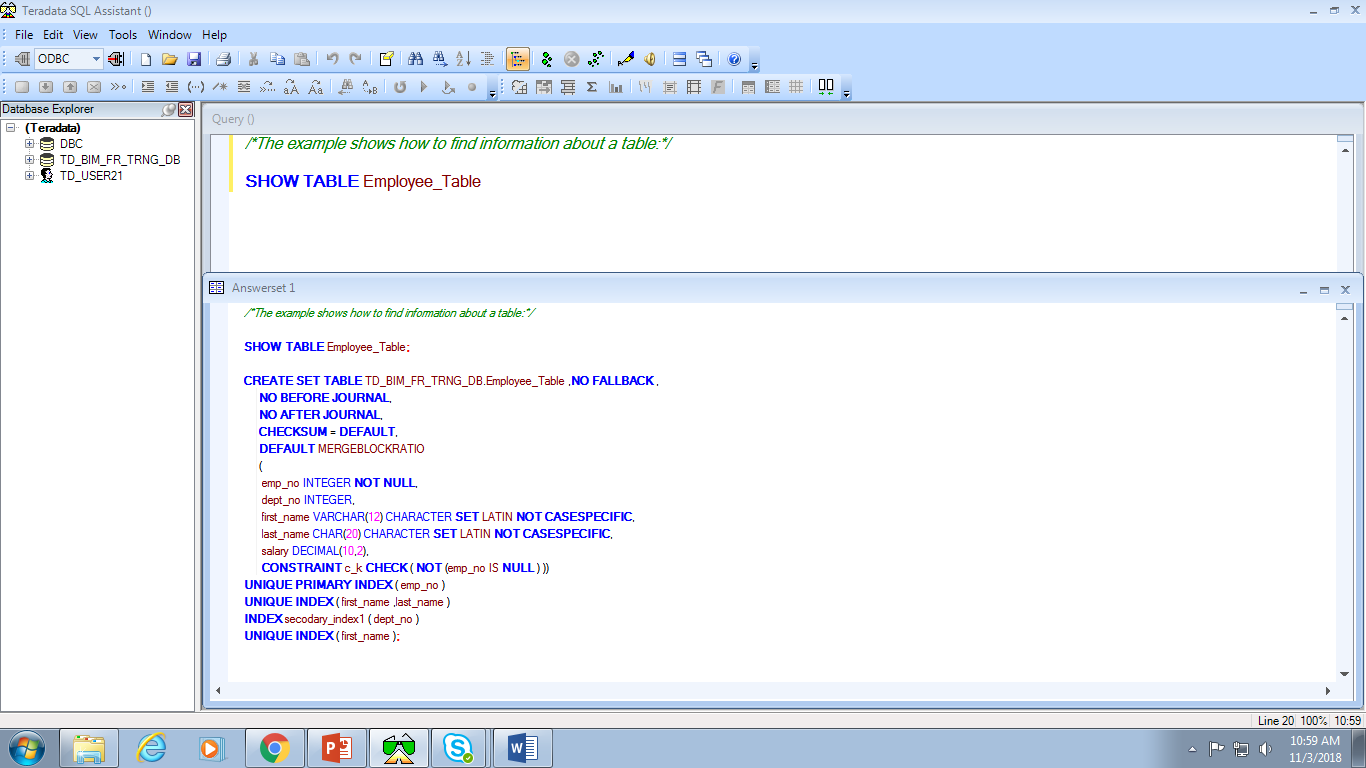 Teradata SQL Assistant ()
File Edit View Tools Window Help
ODBC
Database Explorer
(Teradata)
DBC
TD_BIM_FR_TRNG_DB
TD_USER21
Query ()
/*The example shows how to find information about a table:*/
SHOW TABLE Employee_Table
Answerset 1
/*The example shows how to find information about a table:*/
SHOW TABLE Employee_Table;
CREATE SET TABLE TD_BIM_FR_TRNG_DB.Employee_Table ,NO FALLBACK ,
NO BEFORE JOURNAL,
NO AFTER JOURNAL,
CHECKSUM = DEFAULT,
DEFAULT MERGEBLOCKRATIO
(
emp_no INTEGER NOT NULL,
dept_no INTEGER,
first_name VARCHAR(12) CHARACTER SET LATIN NOT CASESPECIFIC,
last_name CHAR(20) CHARACTER SET LATIN NOT CASESPECIFIC,
salary DECIMAL(10,2),
CONSTRAINT c_k CHECK ( NOT (emp_no IS NULL ) ))
UNIQUE PRIMARY INDEX ( emp_no )
UNIQUE INDEX ( first_name ,last_name )
INDEX secodary_index1 ( dept_no )
UNIQUE INDEX ( first_name );
Line 20 100% 10:59
10:59 AM
11/3/2018